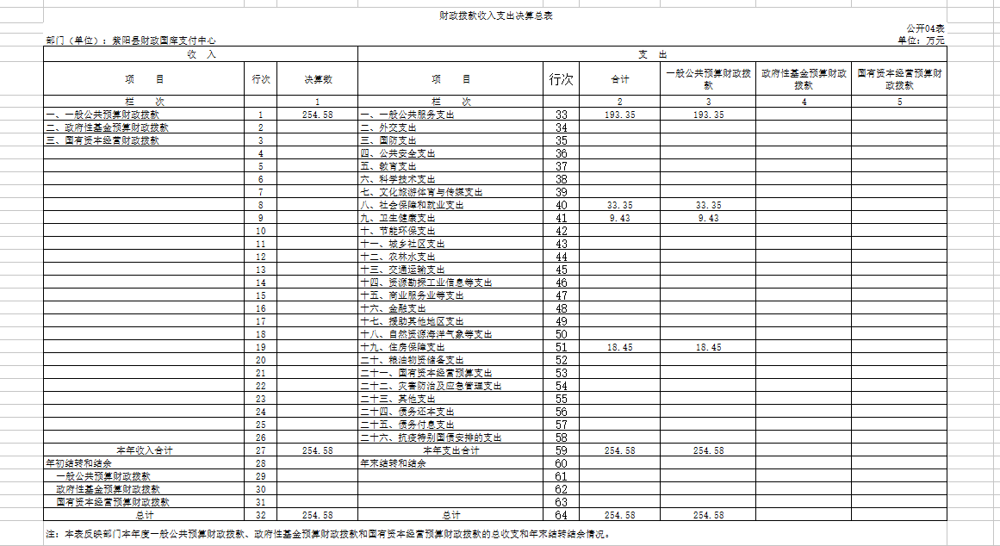 财政拨款收入支出决算总表
公开04表
部门（单位）：紫阳县财政国库支付中心 单位：万元
收 入 支 出
项 目 行次 决算数 项 目 行次 合计 一般公共预算财政拨款 政府性基金预算财政拨款 国有资本经营预算财政拨款
栏 次 1 栏 次 2 3 4 5
一、一般公共预算财政拨款 1 254.58 一、一般公共服务支出 33 193.35 193.35
二、政府性基金预算财政拨款 2 二、外交支出 34
三、国有资本经营财政拨款 3 三、国防支出 35
4 四、公共安全支出 36
5 五、教育支出 37
6 六、科学技术支出 38
7 七、文化旅游体育与传媒支出 39
8 八、社会保障和就业支出 40 33.35 33.35
9 九、卫生健康支出 41 9.43 9.43
10 十、节能环保支出 42
11 十一、城乡社区支出 43
12 十二、农林水支出 44
13 十三、交通运输支出 45
14 十四、资源勘探工业信息等支出 46
15 十五、商业服务业等支出 47
16 十六、金融支出 48
17 十七、援助其他地区支出 49
18 十八、自然资源海洋气象等支出 50
19 十九、住房保障支出 51 18.45 18.45
20 二十、粮油物资储备支出 52
21 二十一、国有资本经营预算支出 53
22 二十二、灾害防治及应急管理支出 54
23 二十三、其他支出 55
24 二十四、债务还本支出 56
25 二十五、债务付息支出 57
26 二十六、抗疫特别国债安排的支出 58
本年收入合计 27 254.58 本年支出合计 59 254.58 254.58
年初结转和结余 28 年末结转和结余 60
一般公共预算财政拨款 29 61
政府性基金预算财政拨款 30 62
国有资本经营预算财政拨款 31 63
总计 32 254.58 总计 64 254.58 254.58
注：本表反映部门本年度一般公共预算财政拨款、政府性基金预算财政拨款和国有资本经营预算财政拨款的总收支和年末结转结余情况。